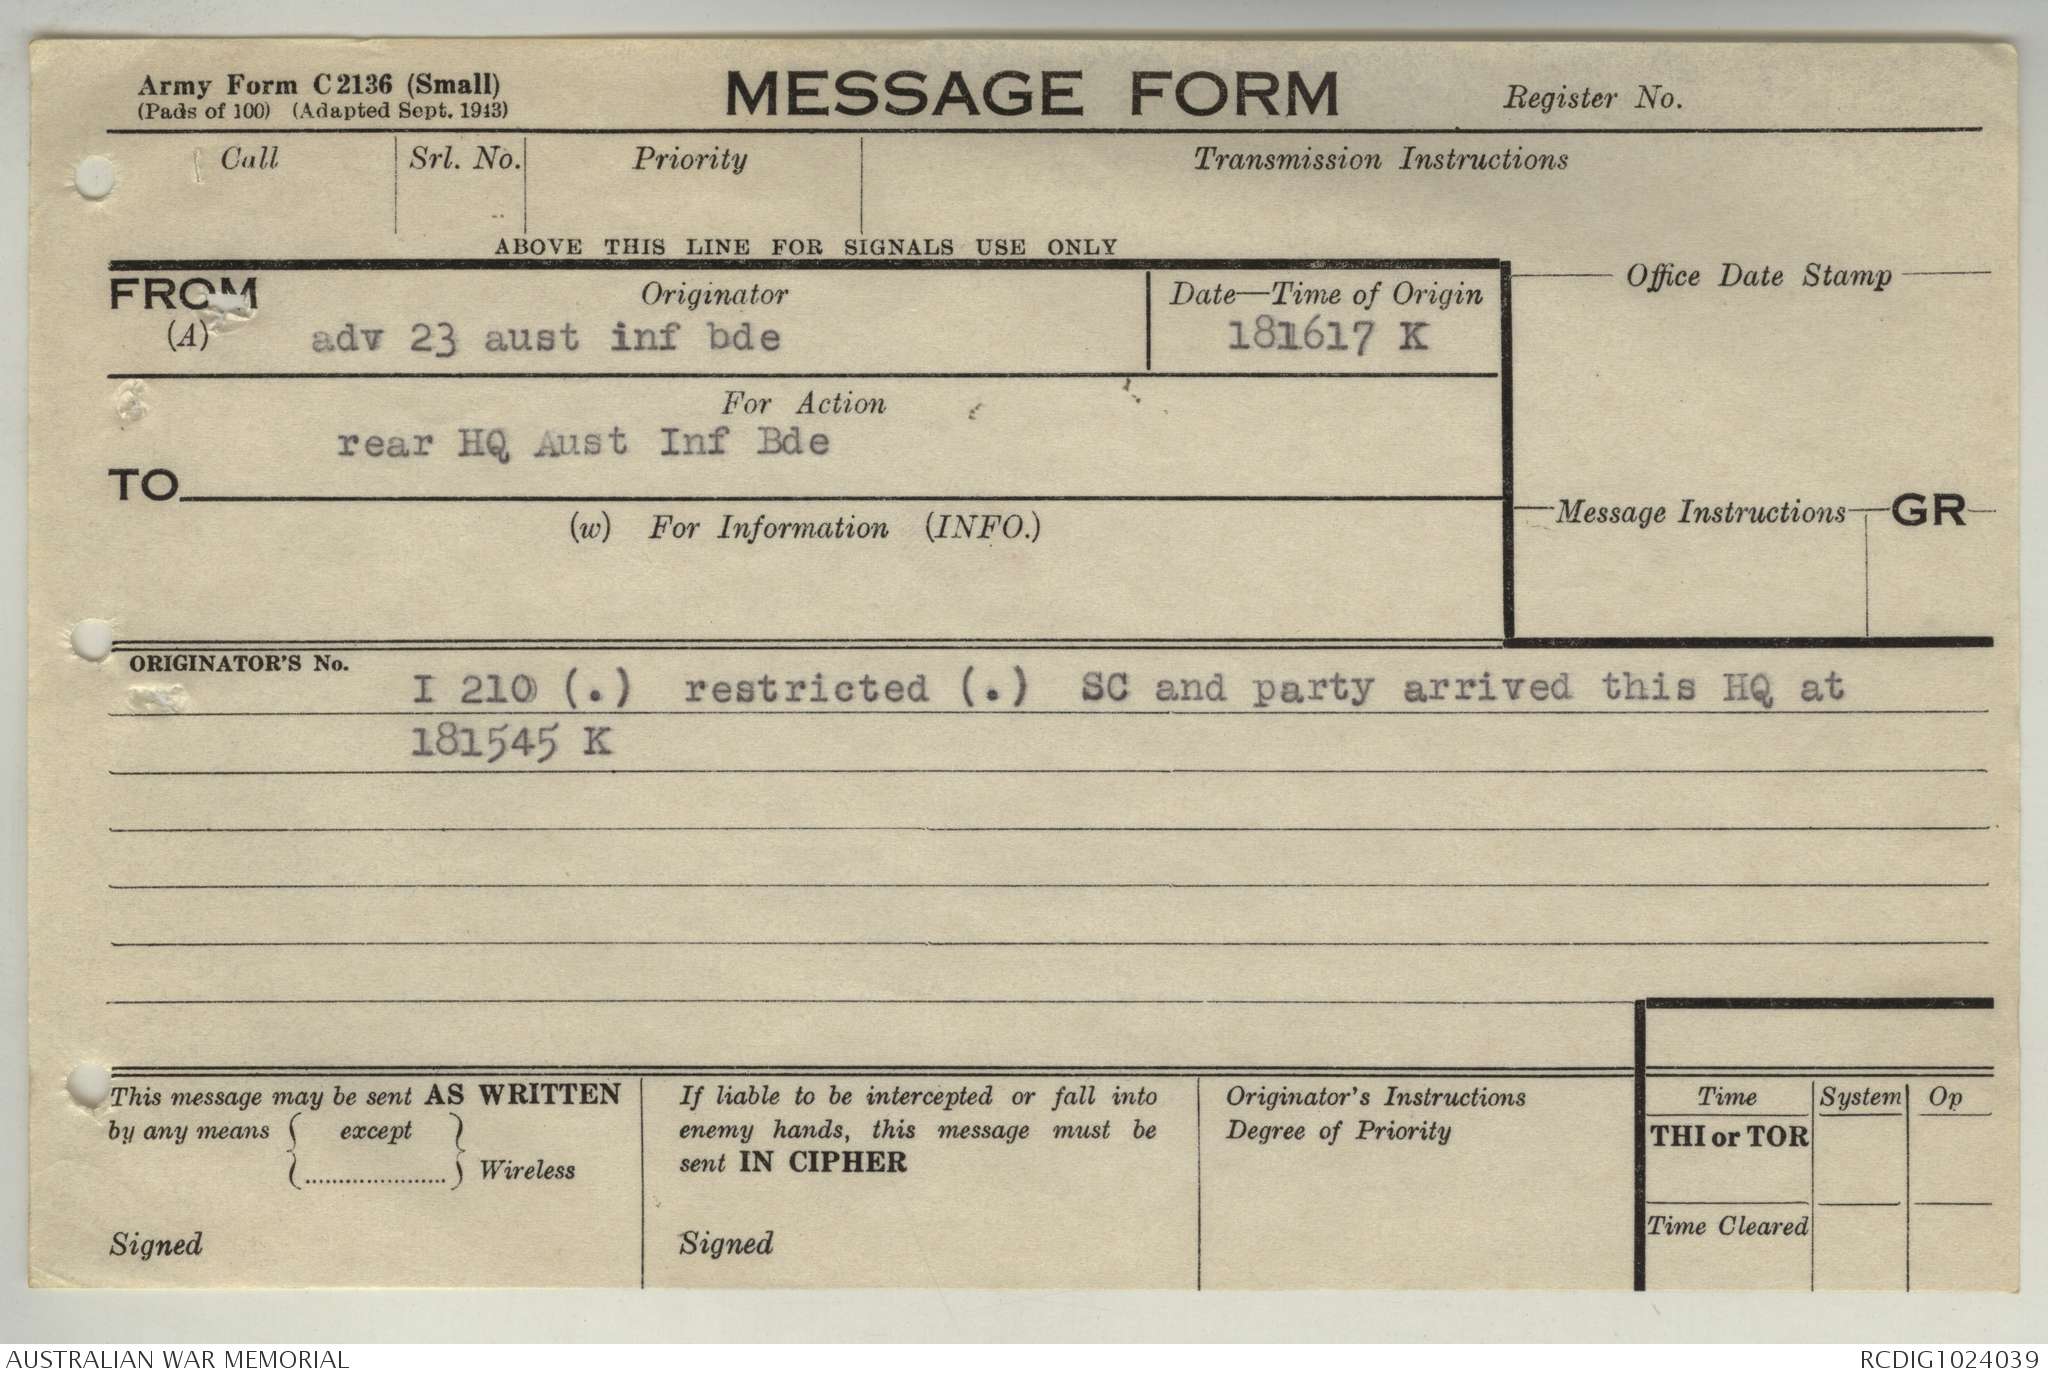 Army Form C2136 (Small)
(Pads of 100) (Adapted Sept. 1943)
MESSAGE FORM
Register No.
Call
Srl. No.
Priority
Transmission Instructions
ABOVE THIS LINE FOR SIGNALS USE ONLY
FROM
(A)
Originator
adv 23 aust inf bde
Date—Time of Origin
181617 K
Office Date Stamp
For Action
rear HQ Aust Inf Bde
TO
(w) For Information (INFO.)
Message Instructions
GR
ORIGINATOR'S No.
I 210 (.) restricted (.) SC and party arrived this HQ at
181545 K
This message may be sent AS WRITTEN
by any means ( except )
(.....................) Wireless
Signed
If liable to be intercepted or fall into
enemy hands, this message must be
sent IN CIPHER
Signed
Originator's Instructions
Degree of Priority
Time
System
Op
THI or TOR
Time Cleared
AUSTRALIAN WAR MEMORIAL
RCDIG1024039